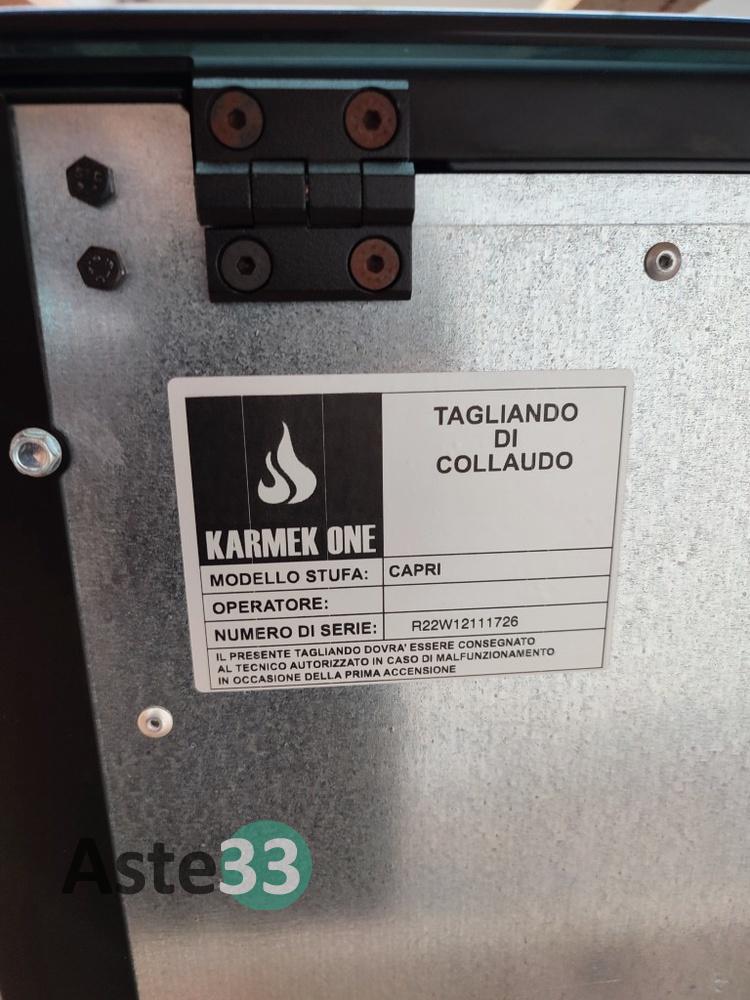 TAGLIANDO
DI
COLLAUDO
KARMEK ONE
MODELLO STUFA: CAPRI
OPERATORE:
NUMERO DI SERIE: R22W12111726
IL PRESENTE TAGLIANDO DOVRA' ESSERE CONSEGNATO
AL TECNICO AUTORIZZATO IN CASO DI MALFUNZIONAMENTO
IN OCCASIONE DELLA PRIMA ACCENSIONE
Aste33